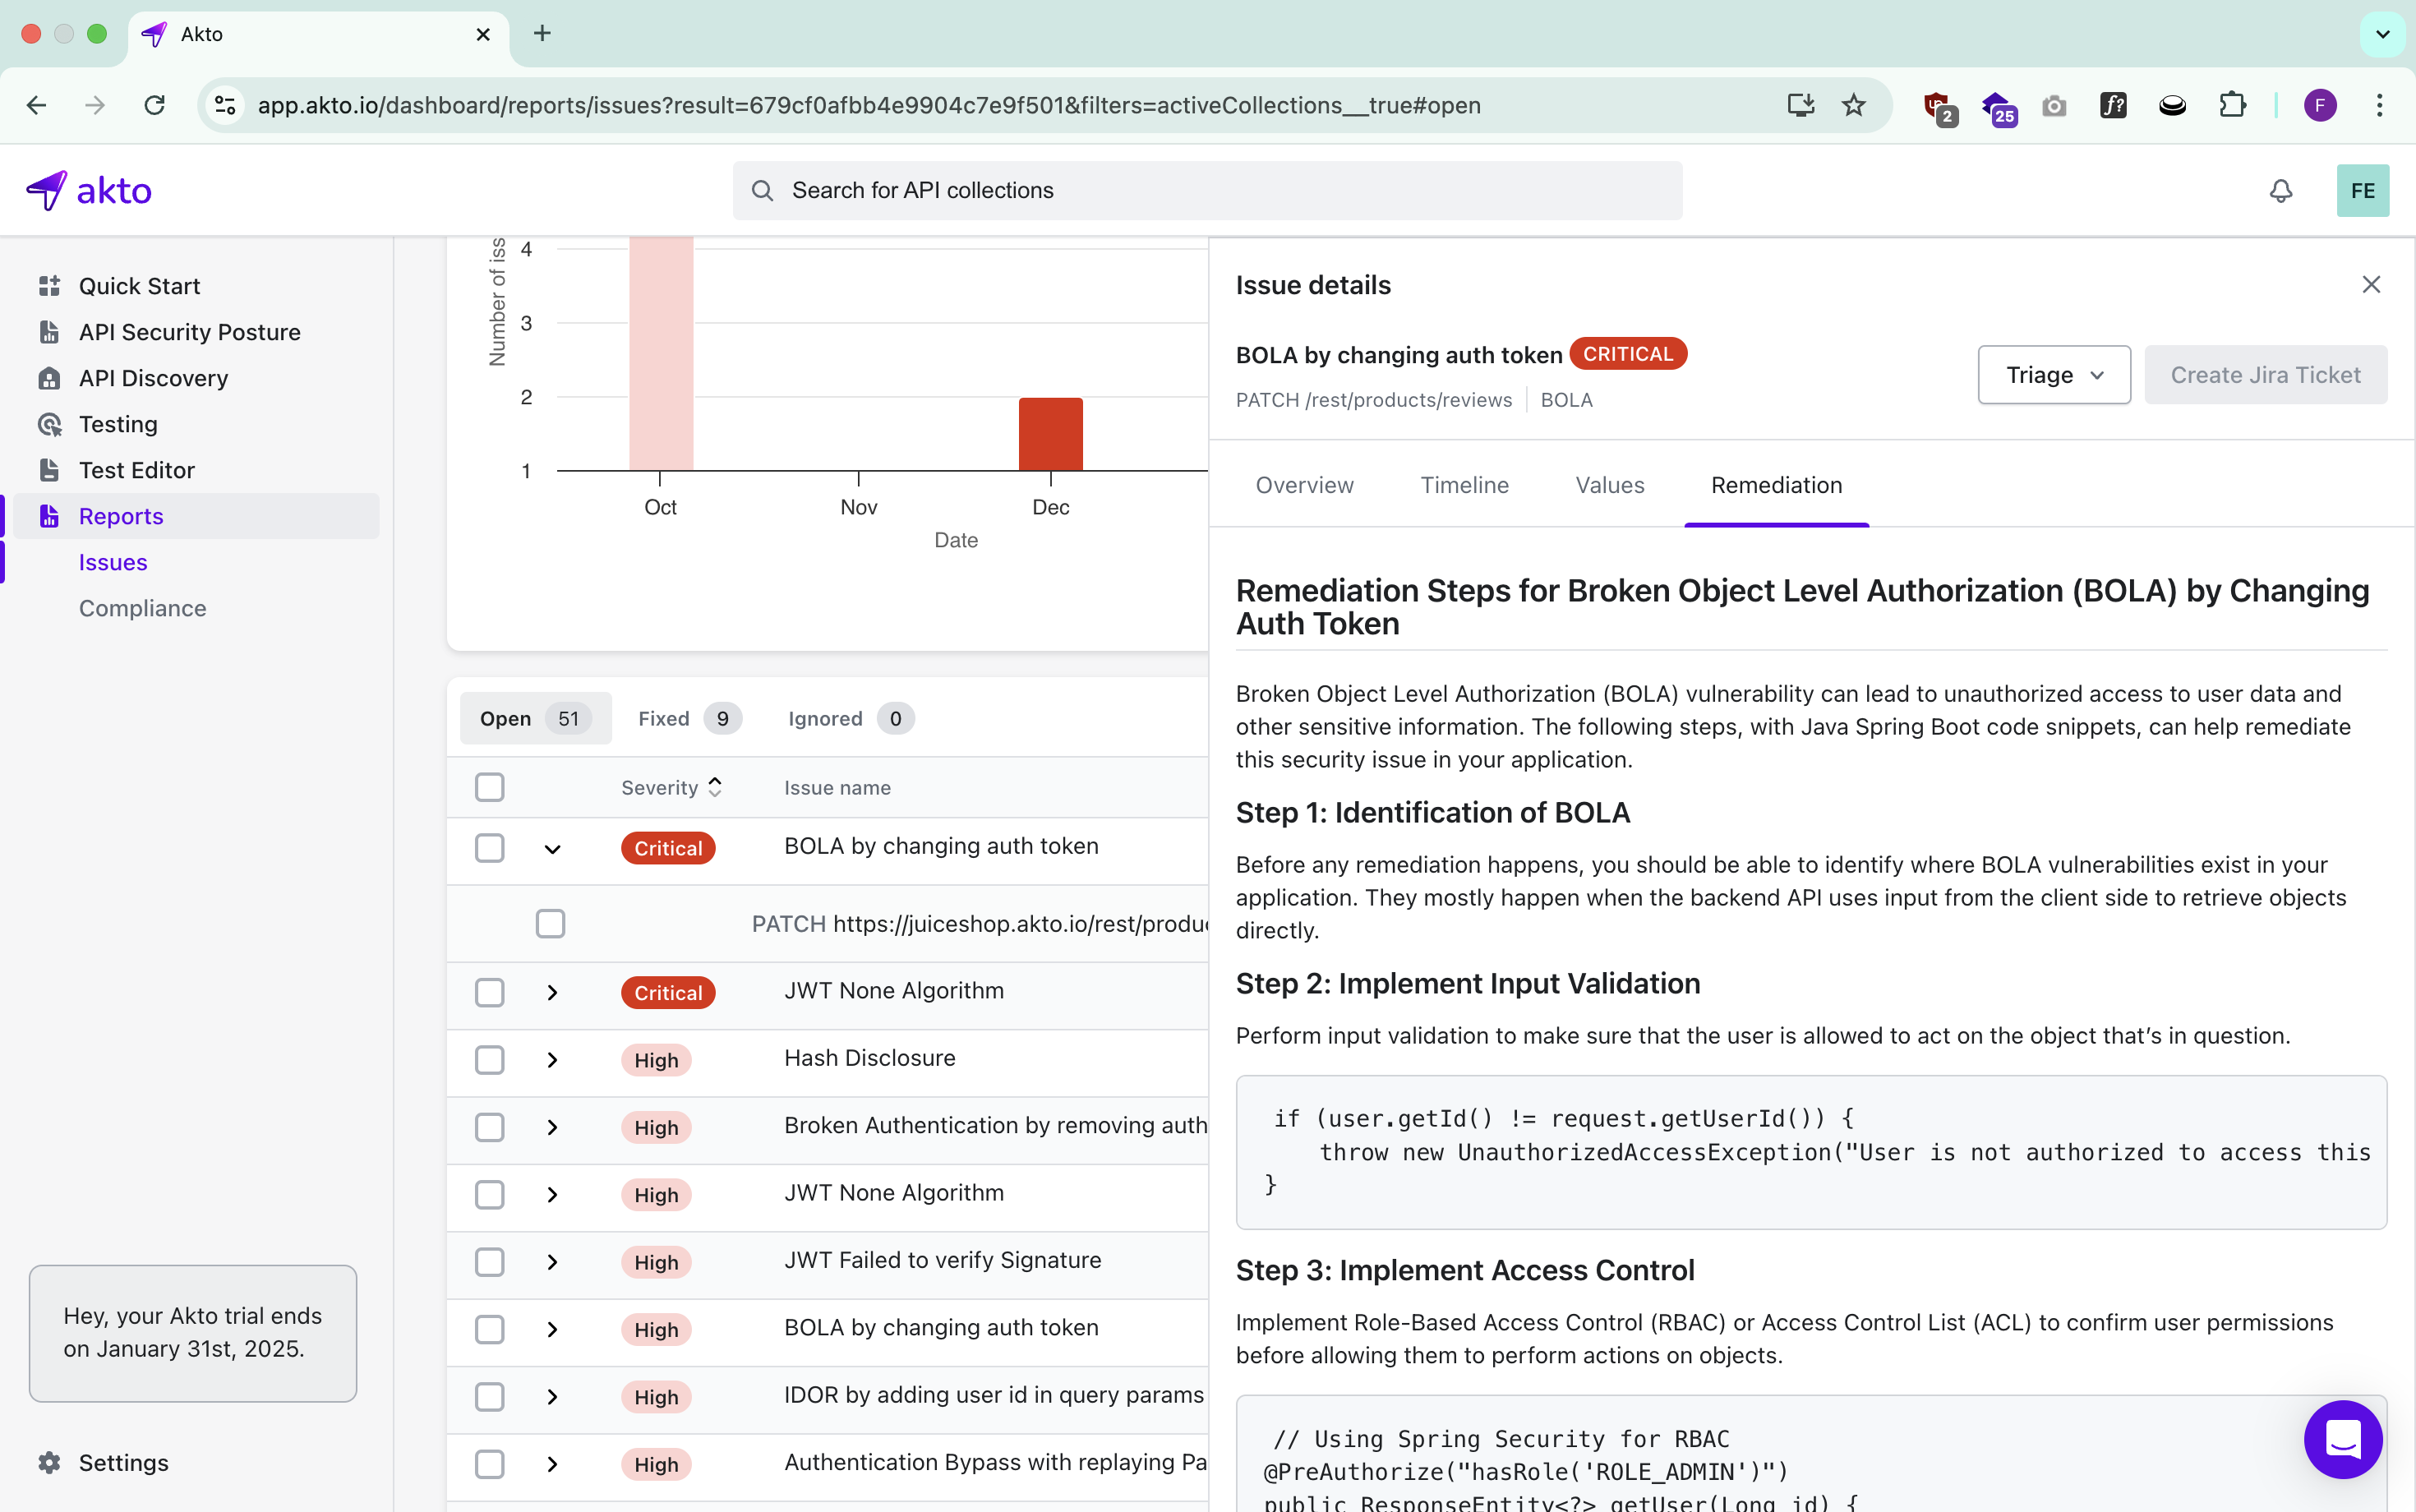 Akto
app.akto.io/dashboard/reports/issues?result=679cf0afbb4e9904c7e9f501&filters=activeCollections__true#open
2
25
f?
F
akto
Search for API collections
FE
Quick Start
API Security Posture
API Discovery
Testing
Test Editor
Reports
Issues
Compliance
Hey, your Akto trial ends
on January 31st, 2025.
Settings
Number of iss
4
3
2
1
Oct
Nov
Dec
Date
Open 51
Fixed 9
Ignored 0
Severity
Issue name
Critical BOLA by changing auth token
PATCH https://juiceshop.akto.io/rest/produc
Critical JWT None Algorithm
High Hash Disclosure
High Broken Authentication by removing auth
High JWT None Algorithm
High JWT Failed to verify Signature
High BOLA by changing auth token
High IDOR by adding user id in query params
High Authentication Bypass with replaying Pa
Issue details
BOLA by changing auth token CRITICAL
PATCH /rest/products/reviews
BOLA
Triage
Create Jira Ticket
Overview
Timeline
Values
Remediation
Remediation Steps for Broken Object Level Authorization (BOLA) by Changing
Auth Token
Broken Object Level Authorization (BOLA) vulnerability can lead to unauthorized access to user data and
other sensitive information. The following steps, with Java Spring Boot code snippets, can help remediate
this security issue in your application.
Step 1: Identification of BOLA
Before any remediation happens, you should be able to identify where BOLA vulnerabilities exist in your
application. They mostly happen when the backend API uses input from the client side to retrieve objects
directly.
Step 2: Implement Input Validation
Perform input validation to make sure that the user is allowed to act on the object that’s in question.
if (user.getId() != request.getUserId()) {
throw new UnauthorizedAccessException("User is not authorized to access this
}
Step 3: Implement Access Control
Implement Role-Based Access Control (RBAC) or Access Control List (ACL) to confirm user permissions
before allowing them to perform actions on objects.
// Using Spring Security for RBAC
@PreAuthorize("hasRole('ROLE_ADMIN')")
public ResponseEntity<?> getUser(Long id) {